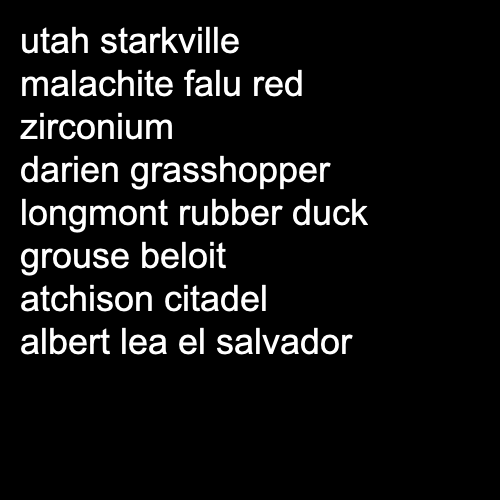 utah starkville
malachite falu red
zirconium
darien grasshopper
longmont rubber duck
grouse beloit
atchison citadel
albert lea el salvador